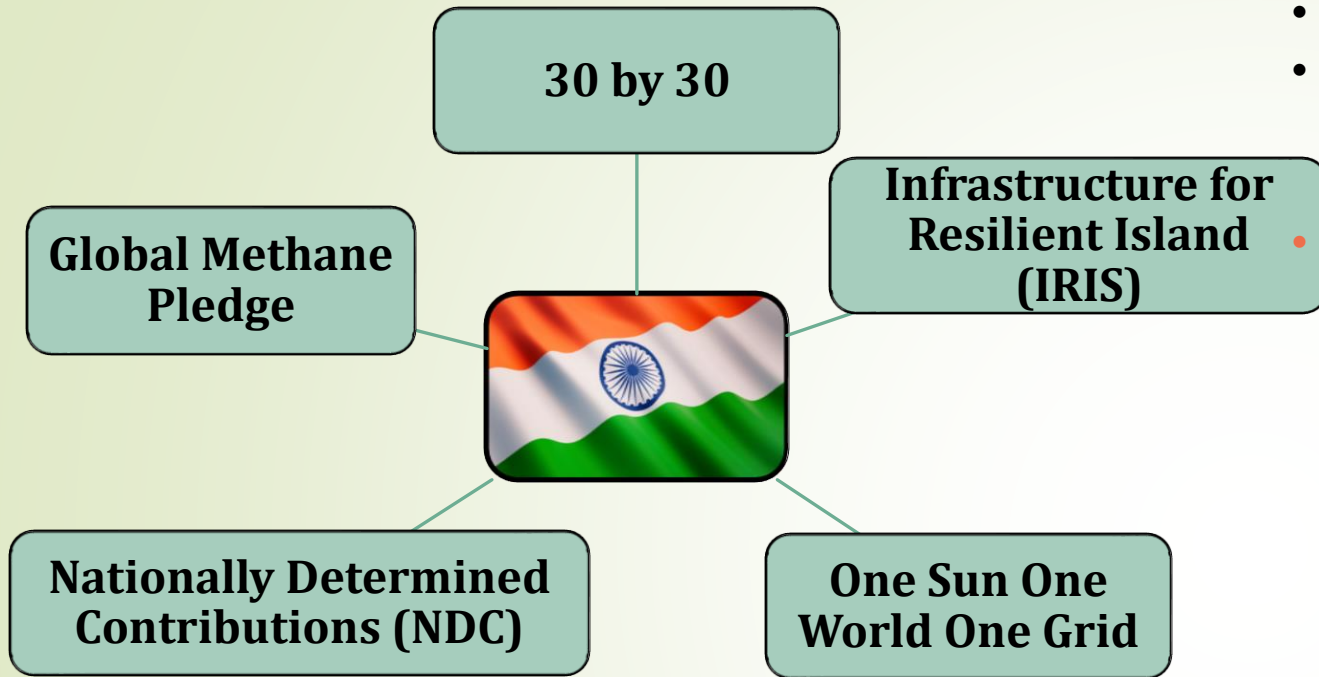 30 by 30
Infrastructure for
Resilient Island
(IRIS)
Global Methane
Pledge
Nationally Determined
Contributions (NDC)
One Sun One
World One Grid